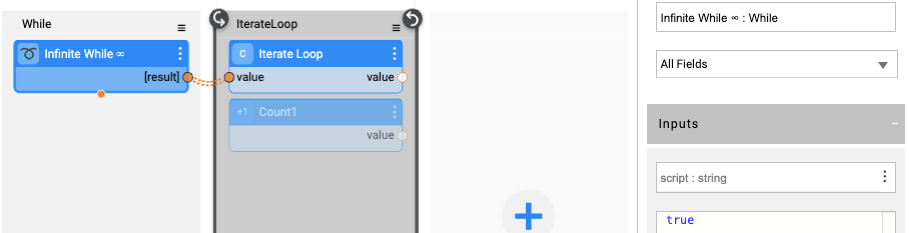 While
Infinite While ∞
[result]
IterateLoop
C Iterate Loop
value value
+1 Count1
value
Infinite While ∞ : While
All Fields
Inputs
script : string
true